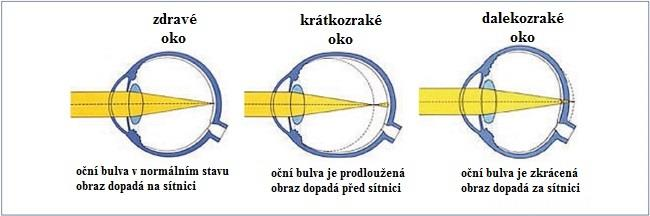 zdravé
oko
oční bulva v normálním stavu
obraz dopadá na sítnici
krátkozraké
oko
oční bulva je prodloužená
obraz dopadá před sítnici
dalekozraké
oko
oční bulva je zkrácená
obraz dopadá za sítnici